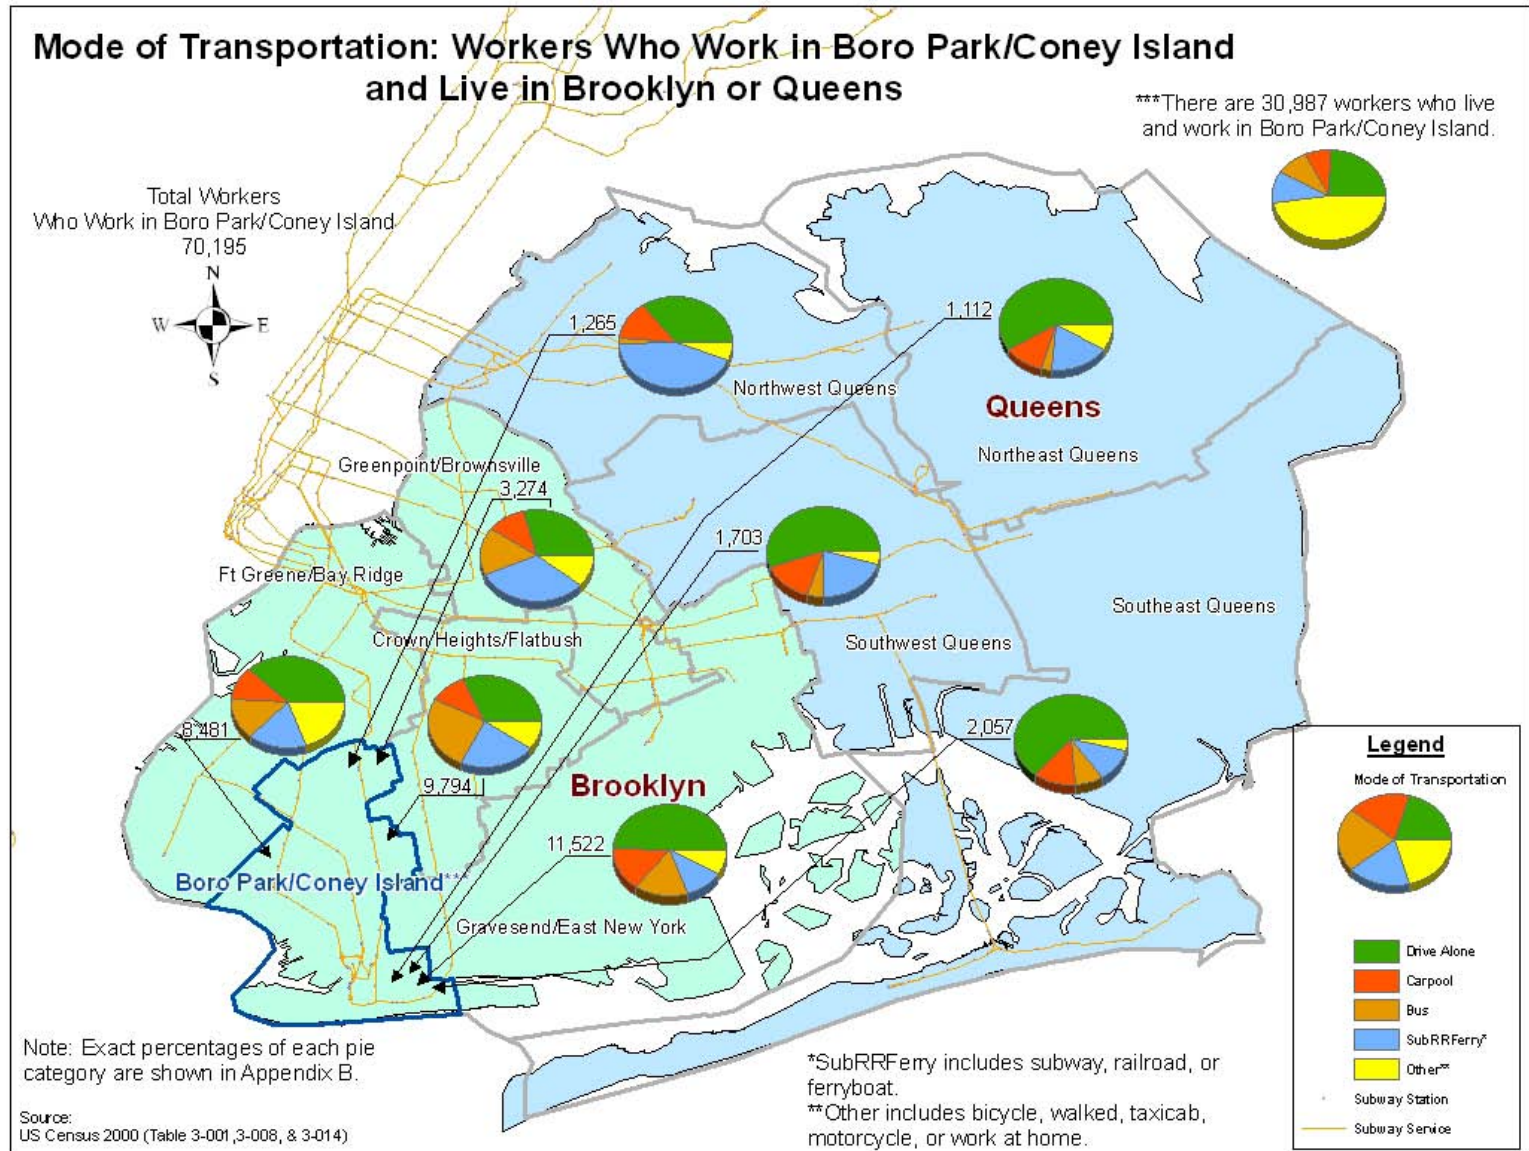 Mode of Transportation: Workers Who Work in Boro Park/Coney Island
and Live in Brooklyn or Queens
***There are 30,987 workers who live
and work in Boro Park/Coney Island.
Total Workers
Who Work in Boro Park/Coney Island
70,195
N
W
E
S
1,265
1,112
Northwest Queens
Queens
Northeast Queens
Greenpoint/Brownsville
3,274
1,703
Ft Greene/Bay Ridge
Southeast Queens
Crown Heights/Flatbush
Southwest Queens
8,481
2,057
9,794
Brooklyn
11,522
Boro Park/Coney Island***
Gravesend/East New York
Legend
Mode of Transportation
Drive Alone
Carpool
Bus
SubRRFerry*
Other**
Subway Station
Subway Service
Note: Exact percentages of each pie
category are shown in Appendix B.
Source:
US Census 2000 (Table 3-001,3-008, & 3-014)
*SubRRFerry includes subway, railroad, or
ferryboat.
**Other includes bicycle, walked, taxicab,
motorcycle, or work at home.